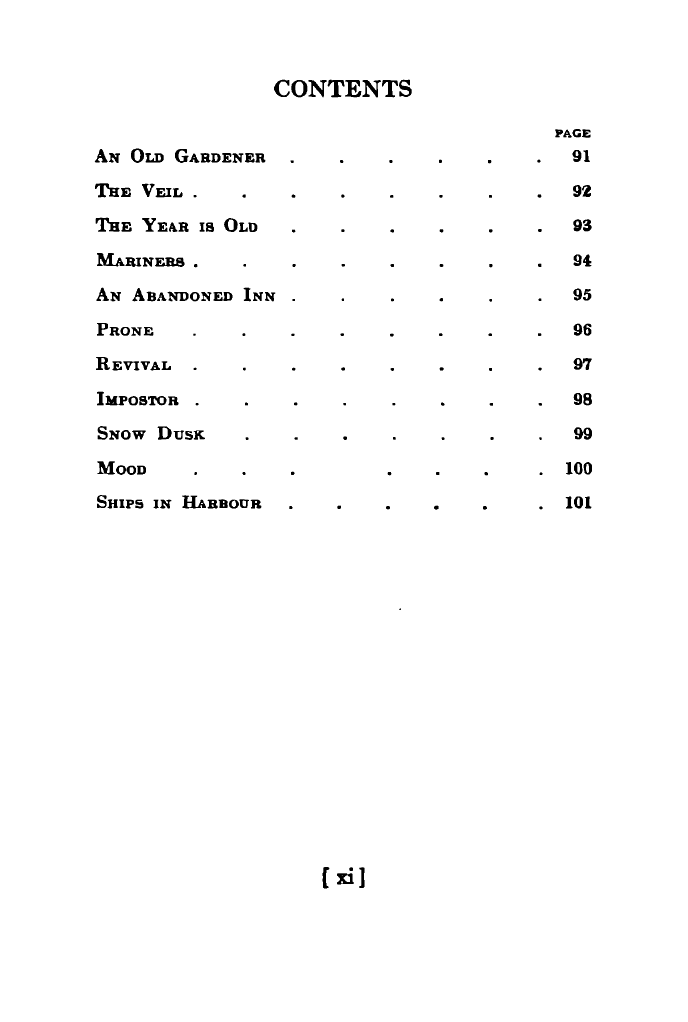 CONTENTS
PAGE
An Old Gardener . . . . . . 91
The Veil . . . . . . . . 92
The Year is Old . . . . . . 93
Mariners . . . . . . . . 94
An Abandoned Inn . . . . . . 95
Prone . . . . . . . . 96
Revival . . . . . . . . 97
Impostor . . . . . . . . 98
Snow Dusk . . . . . . . 99
Mood . . . . . . . 100
Ships in Harbour . . . . . . 101
[ xi ]